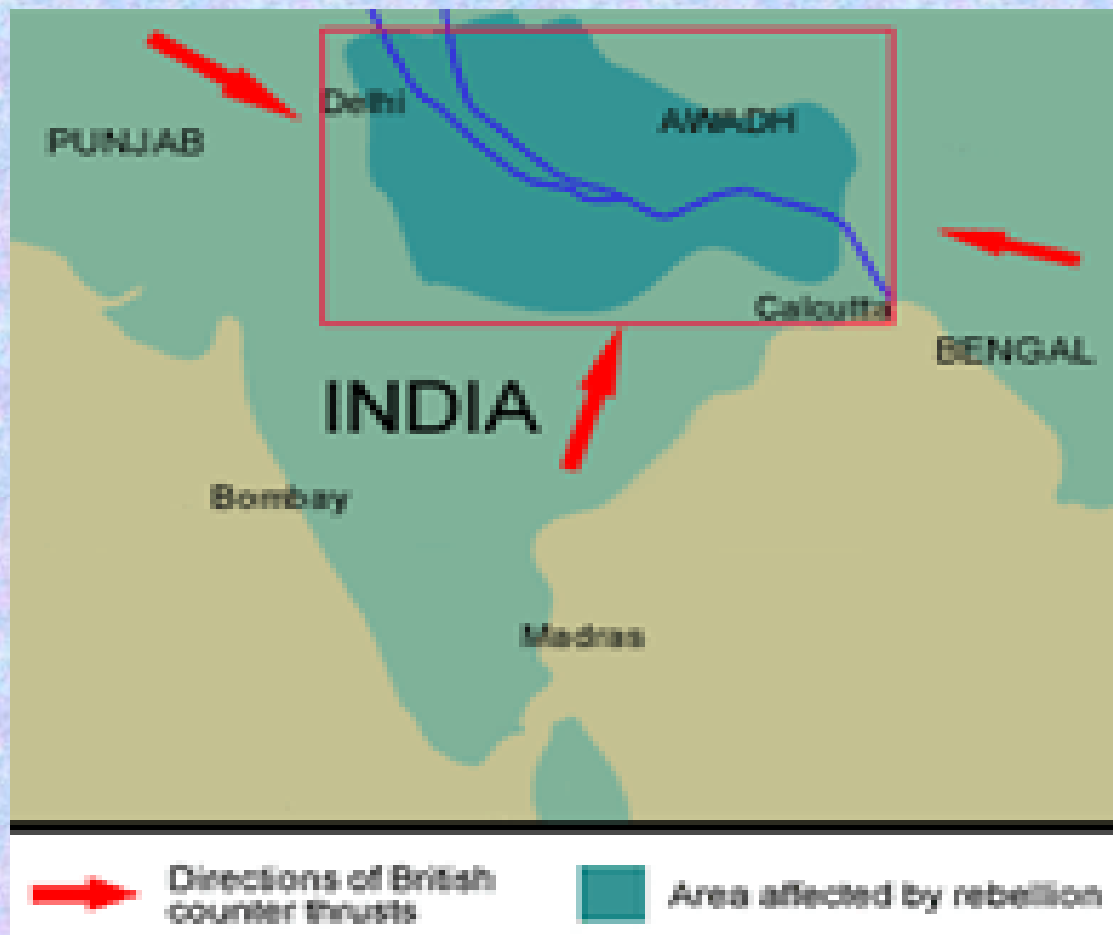 Delhi
AWADH
PUNJAB
Calcutta
BENGAL
INDIA
Bombay
Madras
Directions of British
counter thrusts
Area affected by rebellion